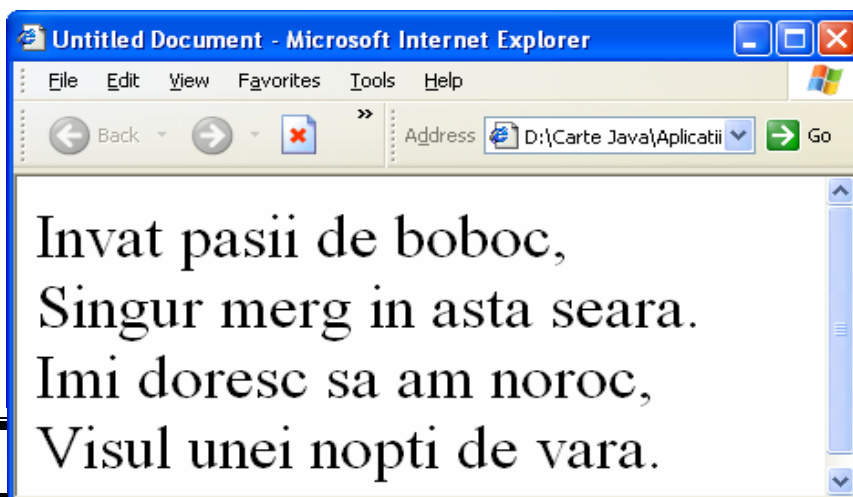 Untitled Document - Microsoft Internet Explorer
File Edit View Favorites Tools Help
Back » Address D:\Carte Java\Aplicatii Go
Invat pasii de boboc,
Singur merg in asta seara.
Imi doresc sa am noroc,
Visul unei nopti de vara.